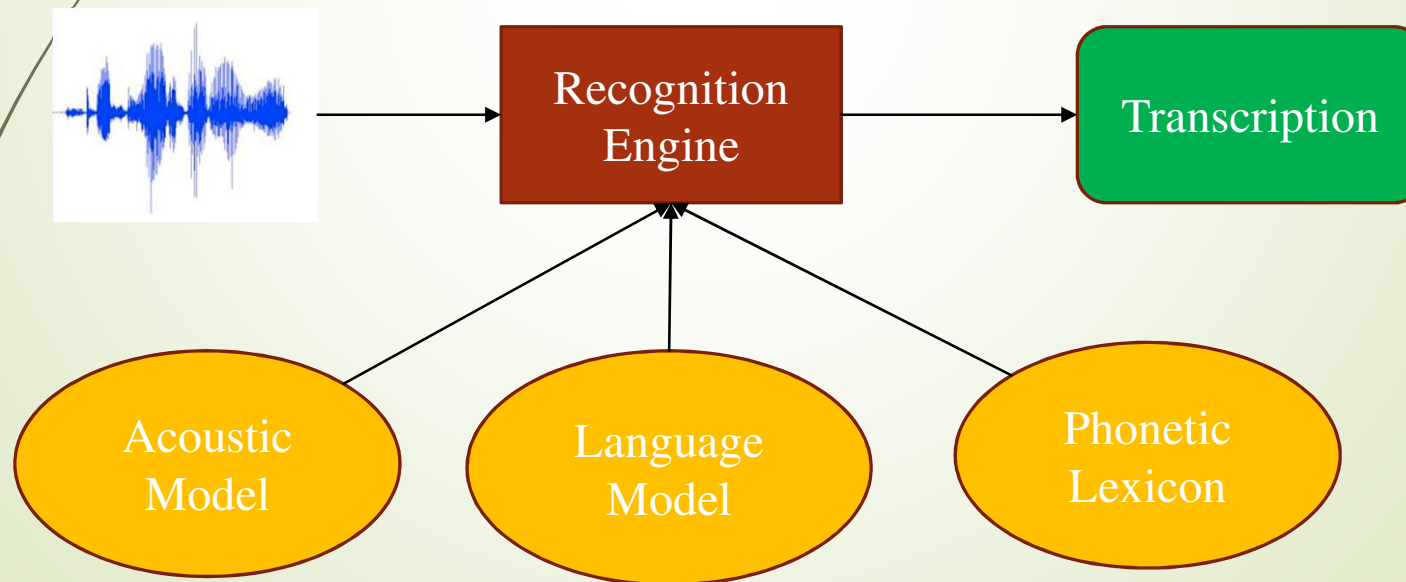 Recognition
Engine
Transcription
Acoustic
Model
Language
Model
Phonetic
Lexicon